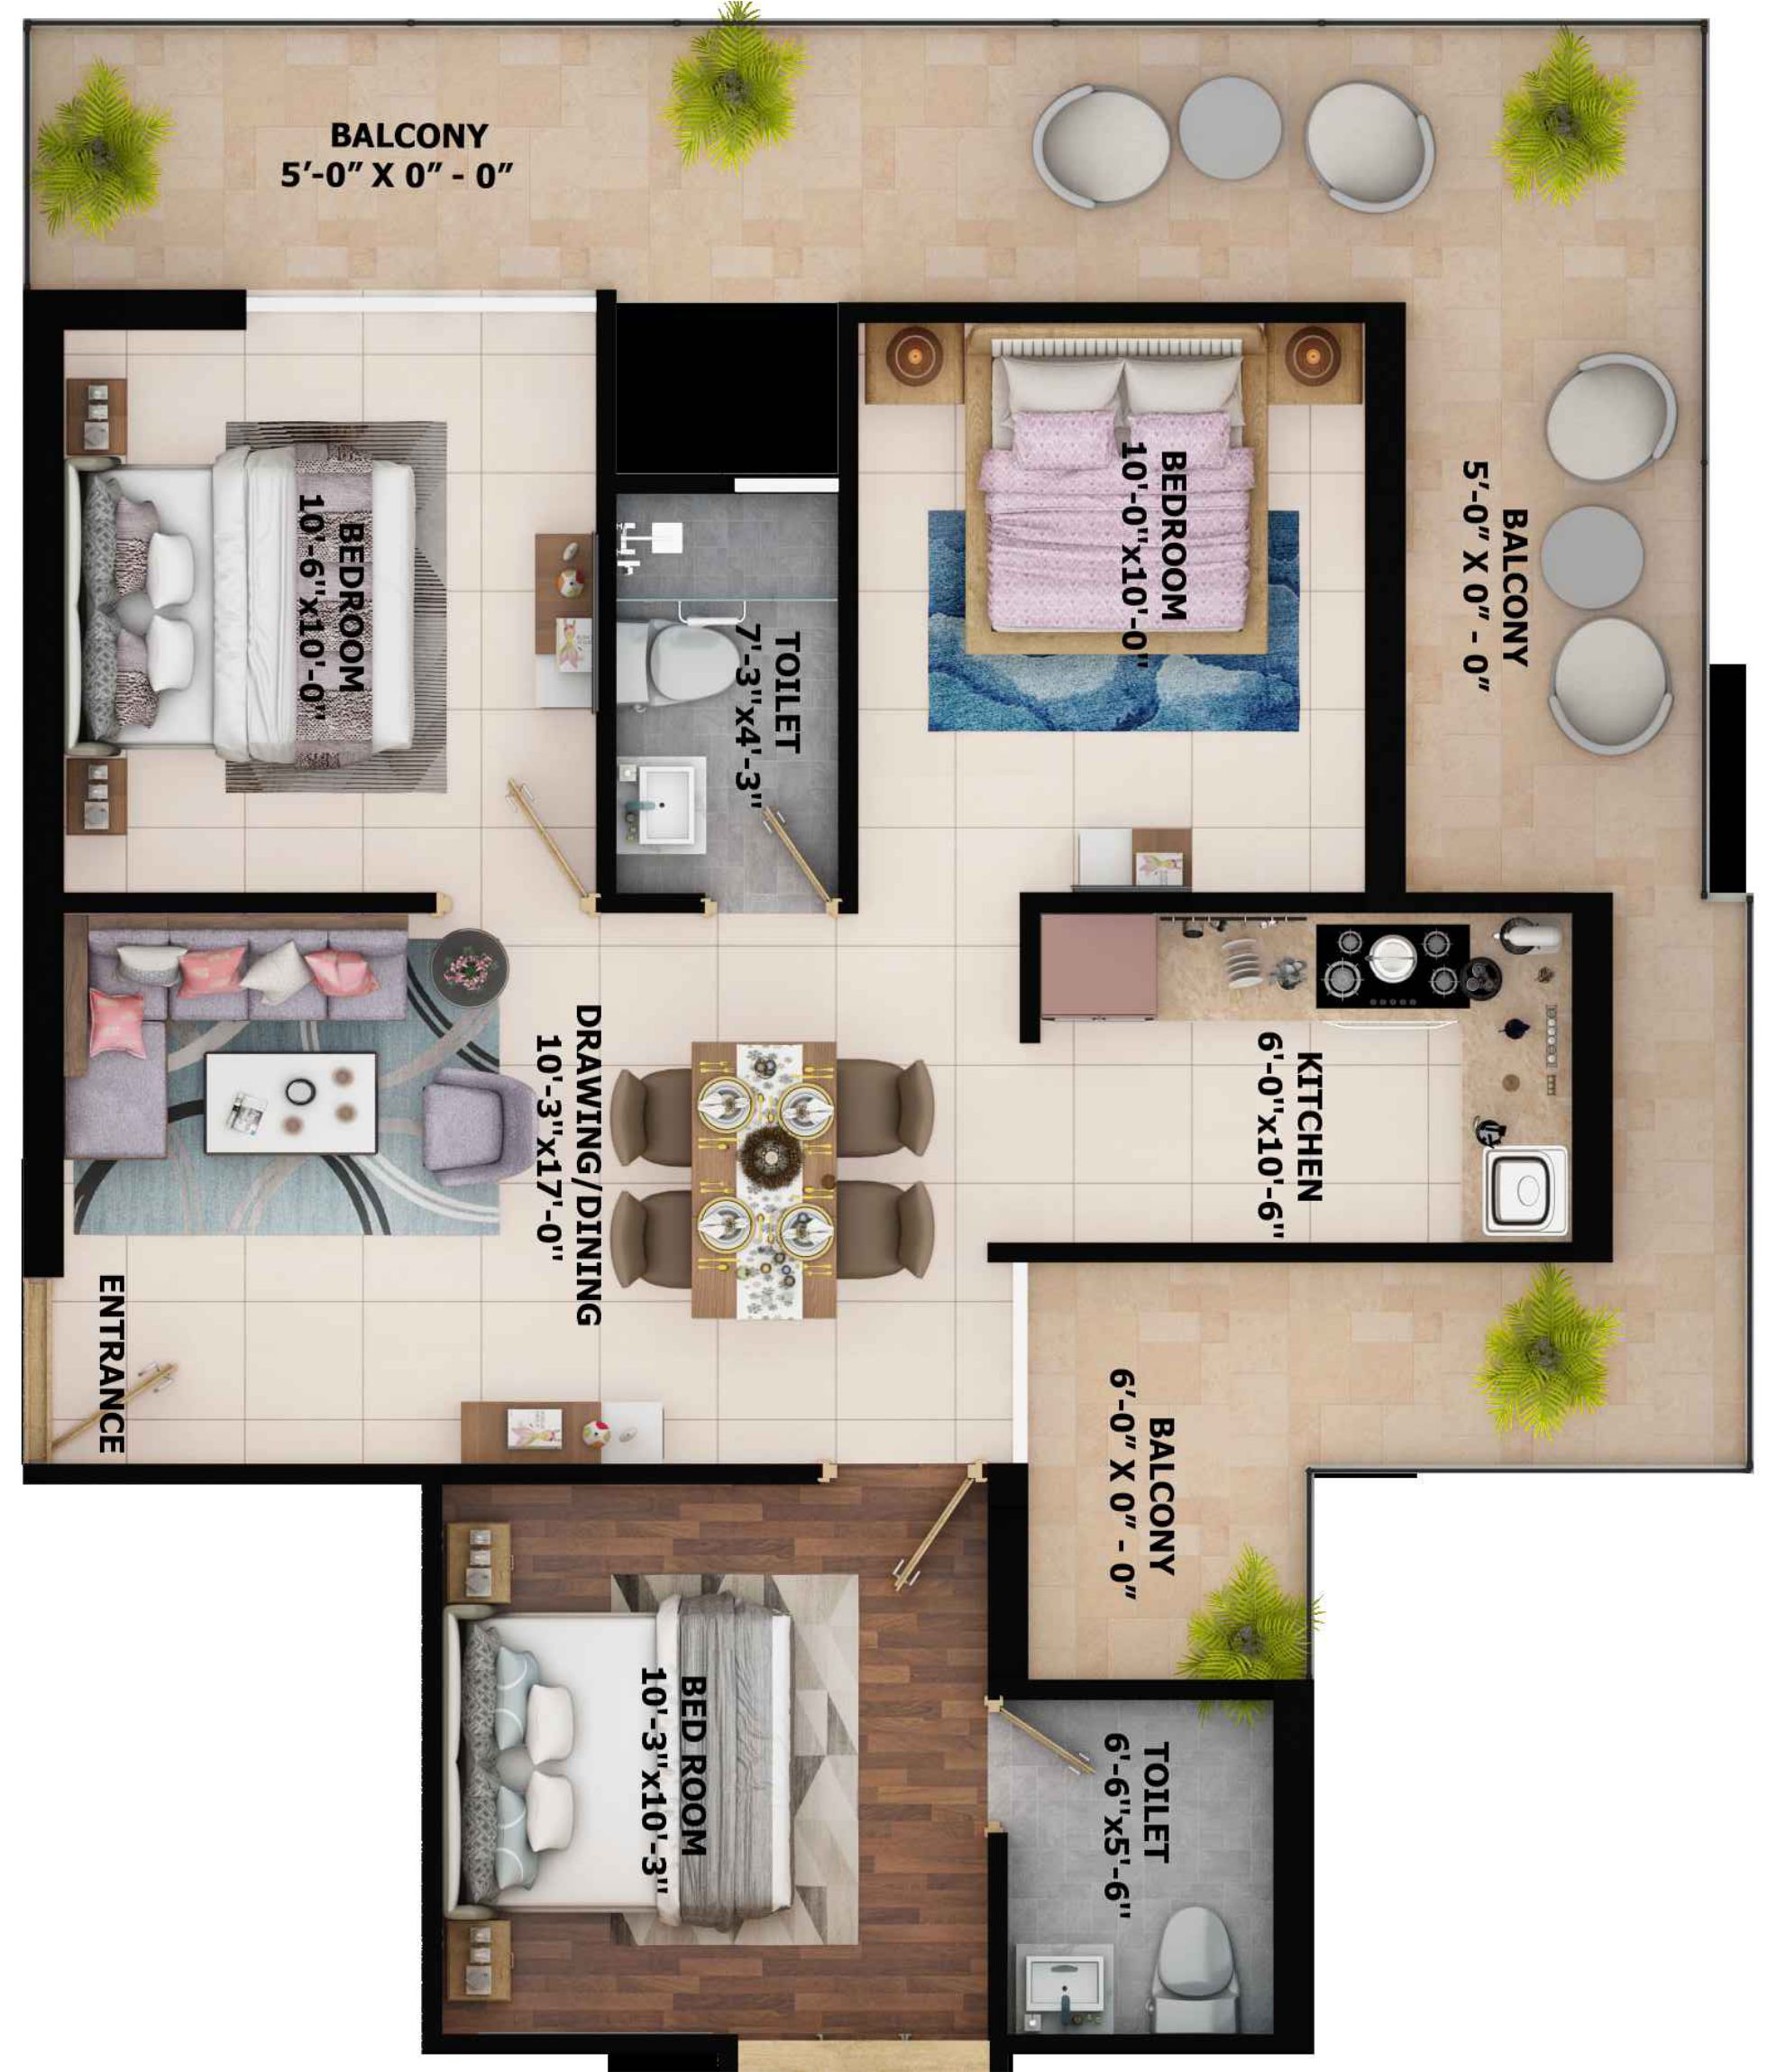 BALCONY
5’-0” X 0” - 0”
BEDROOM
10'-6"x10'-0"
TOILET
7'-3"x4'-3"
BEDROOM
10'-0"x10'-0"
BALCONY
5’-0” X 0” - 0”
DRAWING/DINING
10'-3"x17'-0"
KITCHEN
6'-0"x10'-6"
ENTRANCE
BALCONY
6’-0” X 0” - 0”
BED ROOM
10'-3"x10'-3"
TOILET
6'-6"x5'-6"